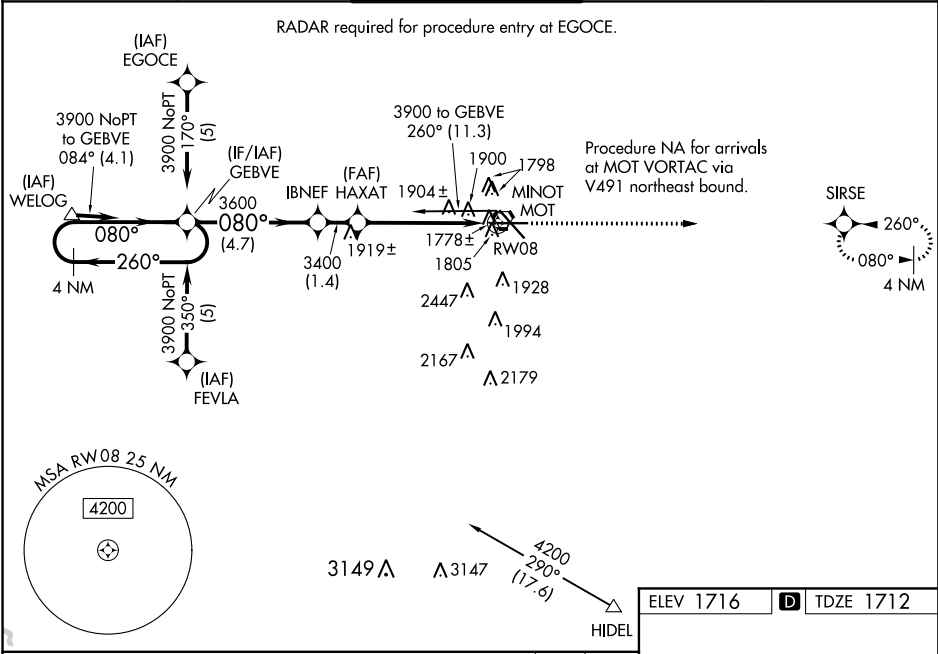 RADAR required for procedure entry at EGOCE.
(IAF)
EGOCE
3900 NoPT
170°
(5)
3900 NoPT
to GEBVE
084° (4.1)
(IAF)
WELOG
(IF/IAF)
GEBVE
3600
080°
(4.7)
080°
260°
4 NM
3900 NoPT
350°
(5)
(IAF)
FEVLA
IBNEF
(FAF)
HAXAT
3400
(1.4)
1919±
3900 to GEBVE
260° (11.3)
1904±
1900
1798
MINOT
MOT
1778±
1805
RW08
2447
1928
1994
2167
2179
Procedure NA for arrivals
at MOT VORTAC via
V491 northeast bound.
SIRSE
260°
080°
4 NM
MSA RW08 25 NM
4200
3149
3147
4200
290°
(17.6)
HIDEL
ELEV 1716 D TDZE 1712